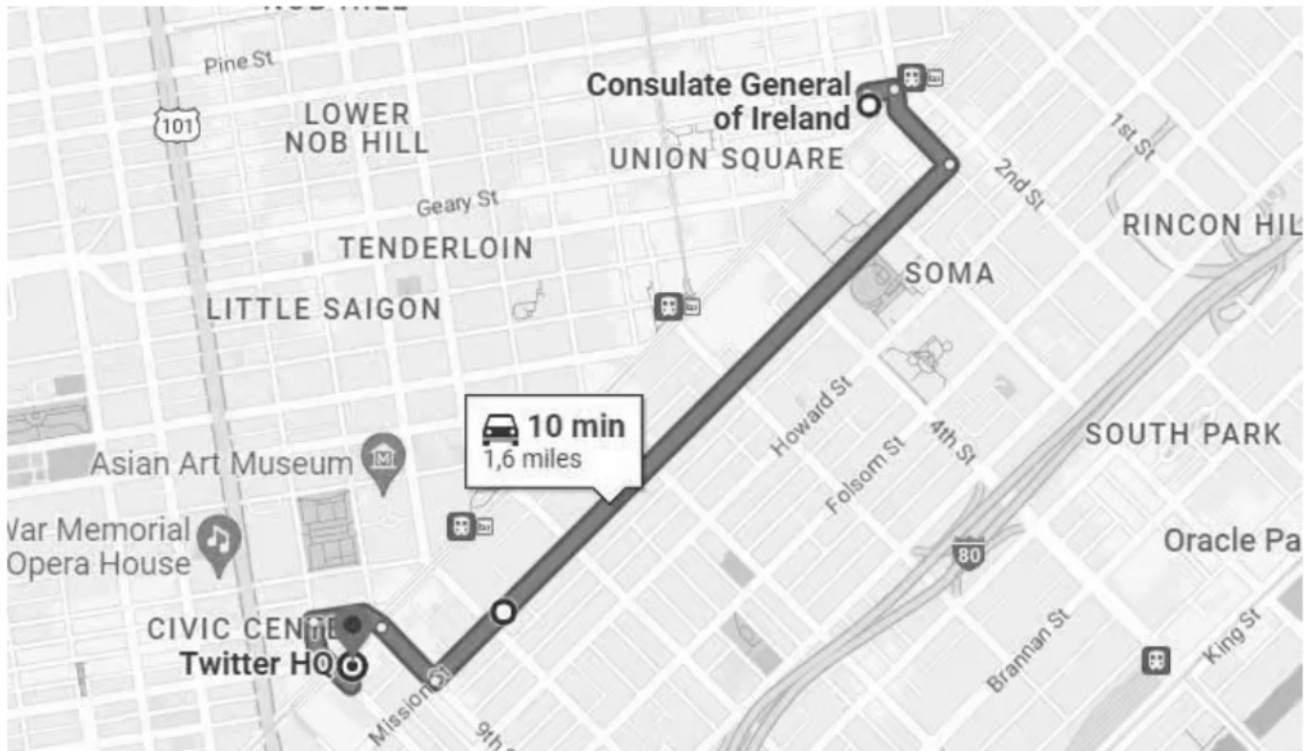 NOB HILL
Pine St
101
LOWER
NOB HILL
Consulate General
of Ireland
UNION SQUARE
1st St
2nd St
Geary St
RINCON HIL
TENDERLOIN
SOMA
LITTLE SAIGON
10 min
1,6 miles
Howard St
4th St
SOUTH PARK
Asian Art Museum
Folsom St
War Memorial
Opera House
80
Oracle Pa
CIVIC CENTE
Twitter HQ
Brannan St
King St
Mission St
9th